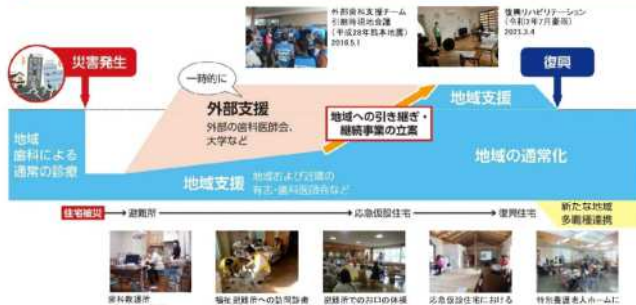 外部歯科支援チーム
引継時現地会議
(平成28年熊本地震)
2016.5.1
復興リハビリテーション
(令和3年7月豪雨)
2021.3.4
災害発生
復興
一時的に
外部支援
外部の歯科医師会、
大学など
地域への引き継ぎ・
継続事業の立案
地域支援
地域
歯科による
通常の診療
地域支援
地域および近隣の
有志・歯科医師会など
地域の通常化
住宅被災
避難所
応急仮設住宅
復興住宅
新たな地域
多職種連携
歯科救護所
福祉避難所への訪問診療
避難所でのお口の体操
応急仮設住宅における
特別養護老人ホームに